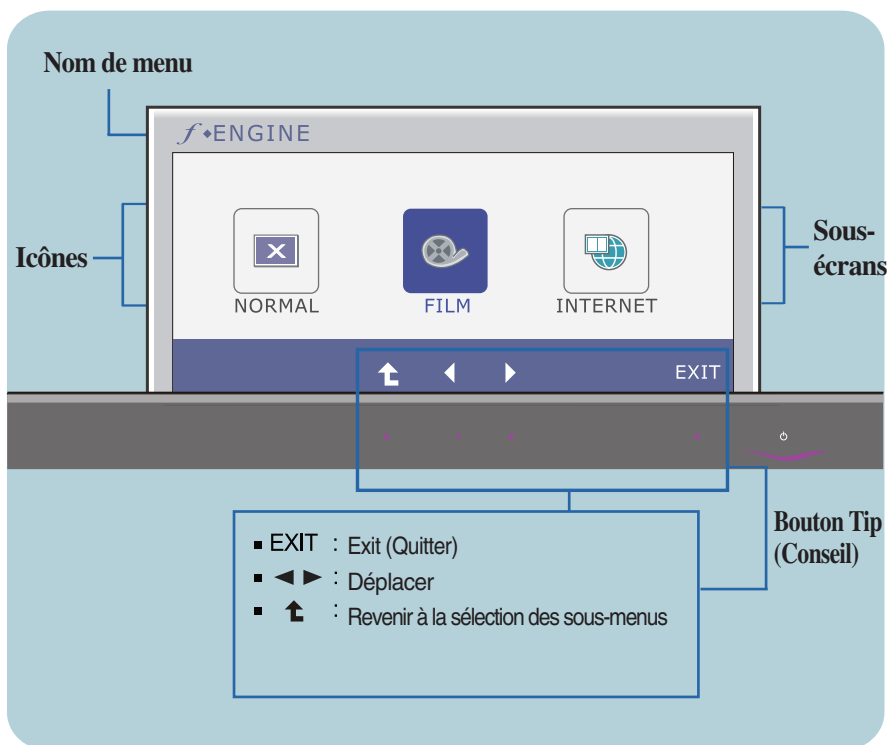 Nom de menu
f ENGINE
Icônes
Sous-
écrans
NORMAL
FILM
INTERNET
EXIT
Bouton Tip
(Conseil)
EXIT : Exit (Quitter)
◄ ► : Déplacer
: Revenir à la sélection des sous-menus